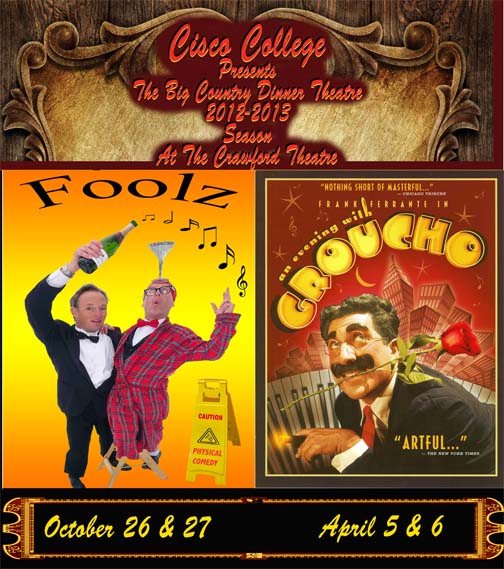 Cisco College
Presents
The Big Country Dinner Theatre
2012-2013
Season
At The Crawford Theatre
Foolz
CAUTION
PHYSICAL
COMEDY
"NOTHING SHORT OF MASTERFUL..."
— CHICAGO TRIBUNE
FRANK FERRANTE IN
an evening with
GROUCHO
"ARTFUL..."
— THE NEW YORK TIMES
October 26 & 27
April 5 & 6